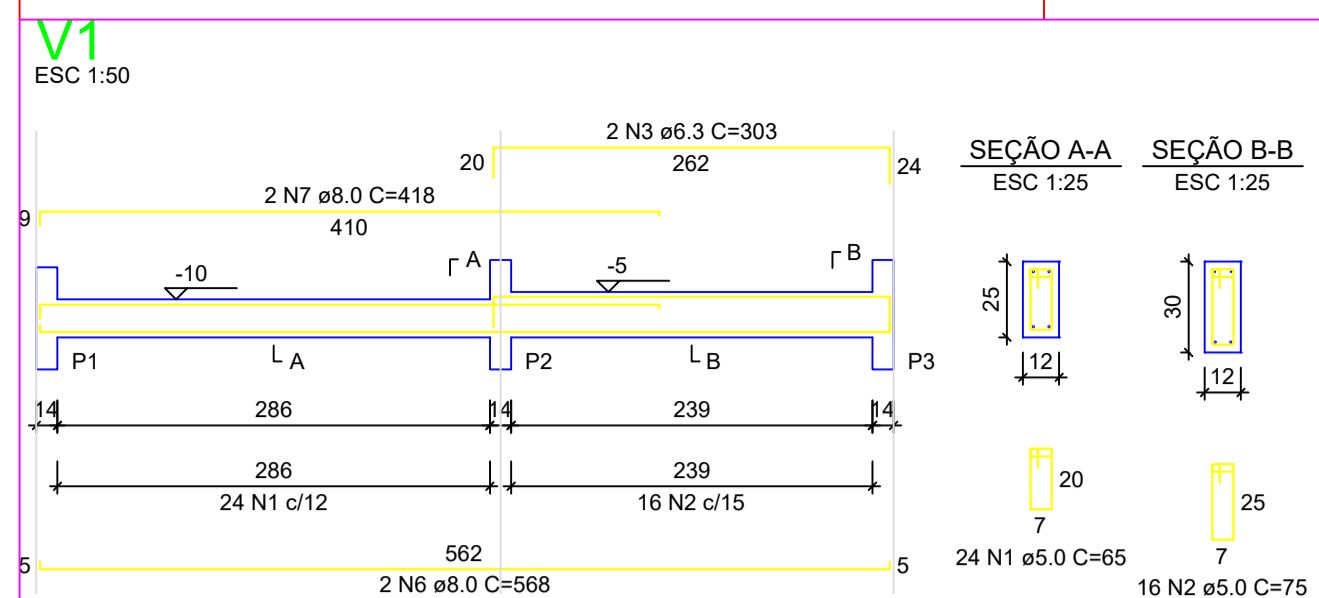 V1
ESC 1:50
2 N3 ø6.3 C=303
20
262
24
2 N7 ø8.0 C=418
9
410
A
B
-10
-5
P1
A
P2
B
P3
14
286
14
239
14
286
239
24 N1 c/12
16 N2 c/15
5
562
5
2 N6 ø8.0 C=568
SEÇÃO A-A
ESC 1:25
25
12
20
7
24 N1 ø5.0 C=65
SEÇÃO B-B
ESC 1:25
30
12
25
7
16 N2 ø5.0 C=75